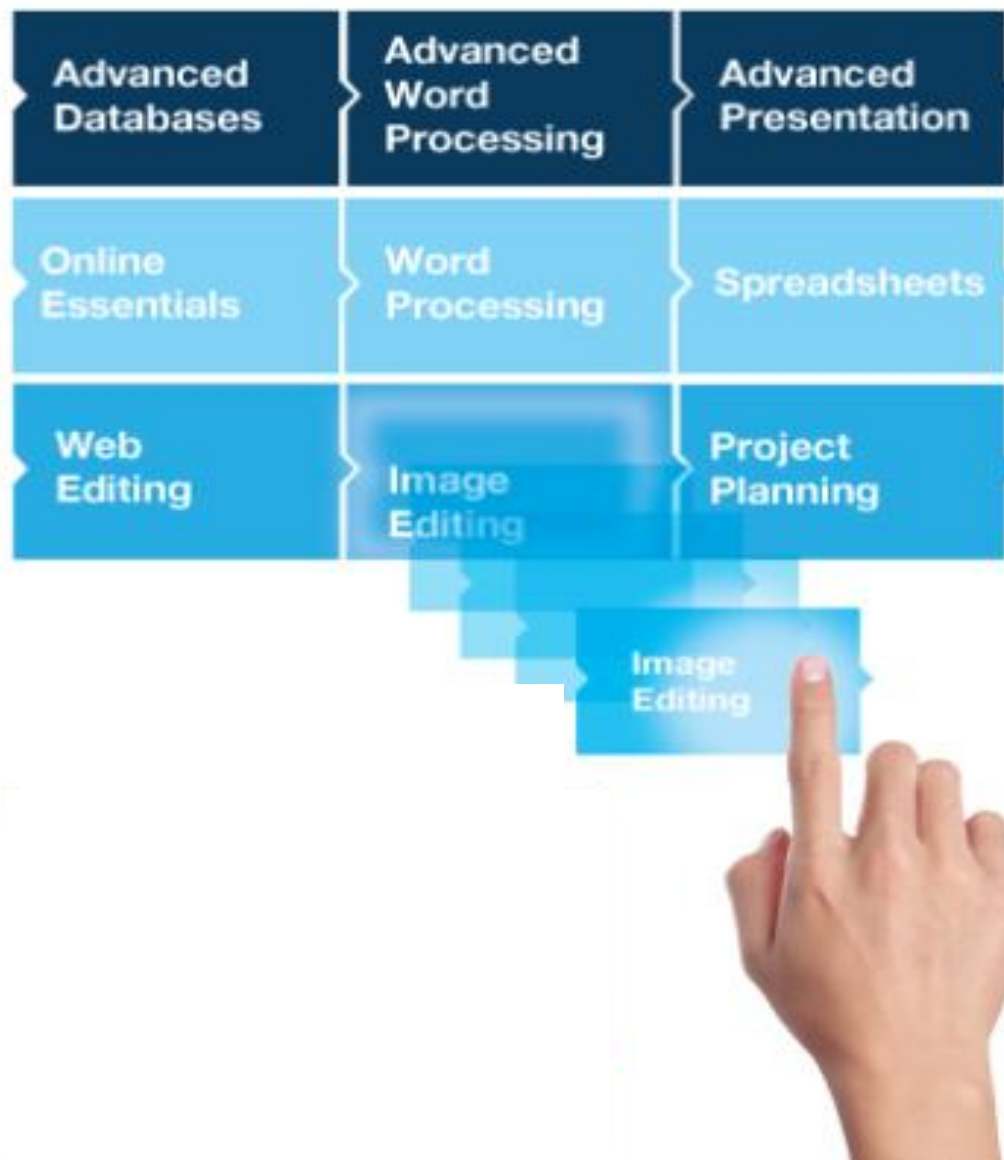 Advanced
Databases
Advanced
Word
Processing
Advanced
Presentation
Online
Essentials
Word
Processing
Spreadsheets
Web
Editing
Image
Editing
Project
Planning
Image
Editing